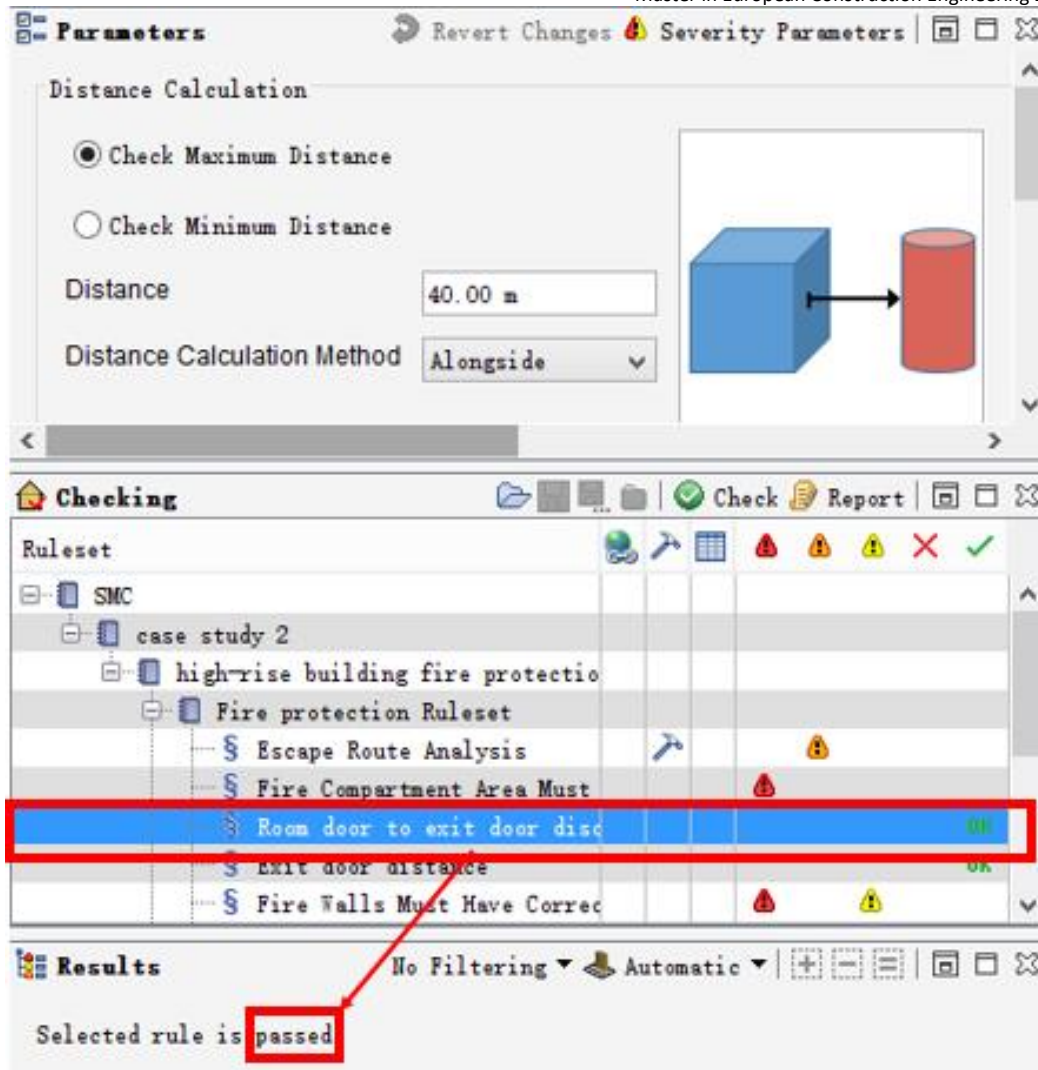 Master in European Construction Engineering
Parameters Revert Changes Severity Parameters
Distance Calculation
Check Maximum Distance
Check Minimum Distance
Distance 40.00 m
Distance Calculation Method Alongside
Checking Check Report
Ruleset
SMC
case study 2
high-rise building fire protectio
Fire protection Ruleset
§ Escape Route Analysis
§ Fire Compartment Area Must
§ Room door to exit door disc OK
§ Exit door distance OK
§ Fire Walls Must Have Correc
Results No Filtering Automatic
Selected rule is passed